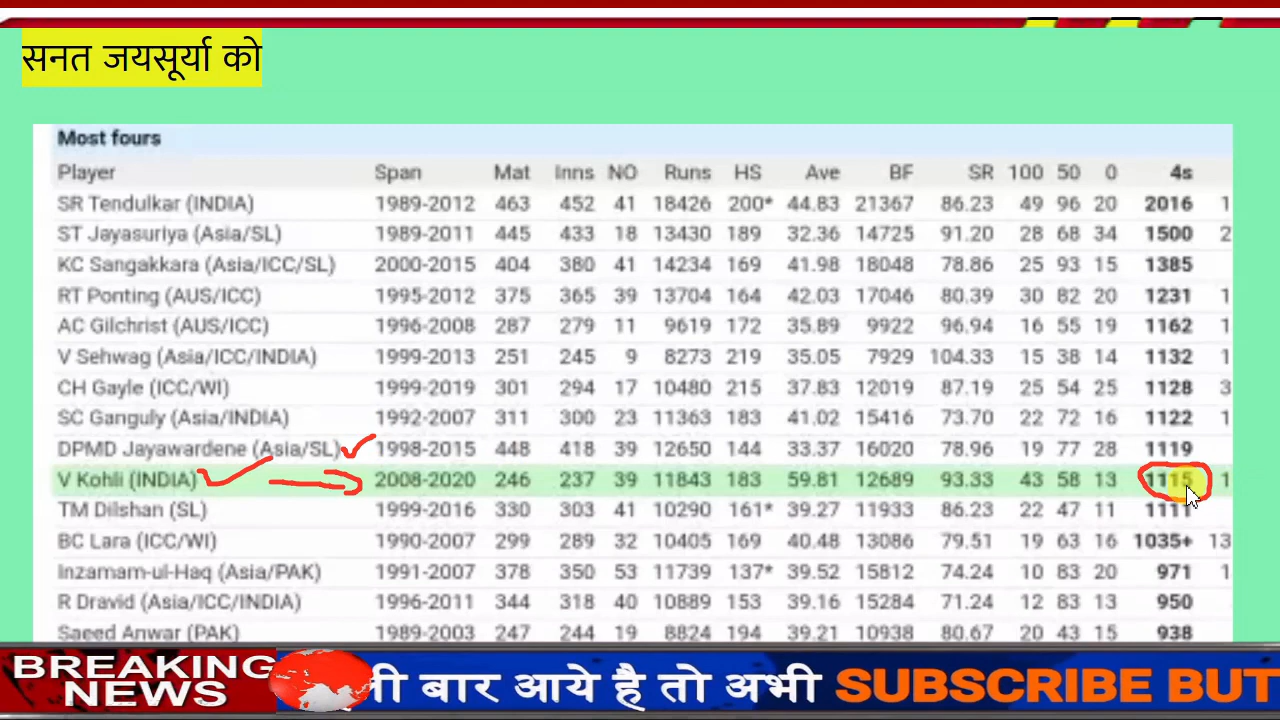 सनत जयसूर्या को
Most fours
Player Span Mat Inns NO Runs HS Ave BF SR 100 50 0 4s
SR Tendulkar (INDIA) 1989-2012 463 452 41 18426 200* 44.83 21367 86.23 49 96 20 2016 1
ST Jayasuriya (Asia/SL) 1989-2011 445 433 18 13430 189 32.36 14725 91.20 28 68 34 1500 2
KC Sangakkara (Asia/ICC/SL) 2000-2015 404 380 41 14234 169 41.98 18048 78.86 25 93 15 1385
RT Ponting (AUS/ICC) 1995-2012 375 365 39 13704 164 42.03 17046 80.39 30 82 20 1231 1
AC Gilchrist (AUS/ICC) 1996-2008 287 279 11 9619 172 35.89 9922 96.94 16 55 19 1162 1
V Sehwag (Asia/ICC/INDIA) 1999-2013 251 245 9 8273 219 35.05 7929 104.33 15 38 14 1132 1
CH Gayle (ICC/WI) 1999-2019 301 294 17 10480 215 37.83 12019 87.19 25 54 25 1128 3
SC Ganguly (Asia/INDIA) 1992-2007 311 300 23 11363 183 41.02 15416 73.70 22 72 16 1122 1
DPMD Jayawardene (Asia/SL) 1998-2015 448 418 39 12650 144 33.37 16020 78.96 19 77 28 1119
V Kohli (INDIA) 2008-2020 246 237 39 11843 183 59.81 12689 93.33 43 58 13 1115 1
TM Dilshan (SL) 1999-2016 330 303 41 10290 161* 39.27 11933 86.23 22 47 11 1111
BC Lara (ICC/WI) 1990-2007 299 289 32 10405 169 40.48 13086 79.51 19 63 16 1035+ 13
Inzamam-ul-Haq (Asia/PAK) 1991-2007 378 350 53 11739 137* 39.52 15812 74.24 10 83 20 971 1
R Dravid (Asia/ICC/INDIA) 1996-2011 344 318 40 10889 153 39.16 15284 71.24 12 83 13 950
Saeed Anwar (PAK) 1989-2003 247 244 19 8824 194 39.21 10938 80.67 20 43 15 938
BREAKING NEWS
बार आये है तो अभी SUBSCRIBE BUT